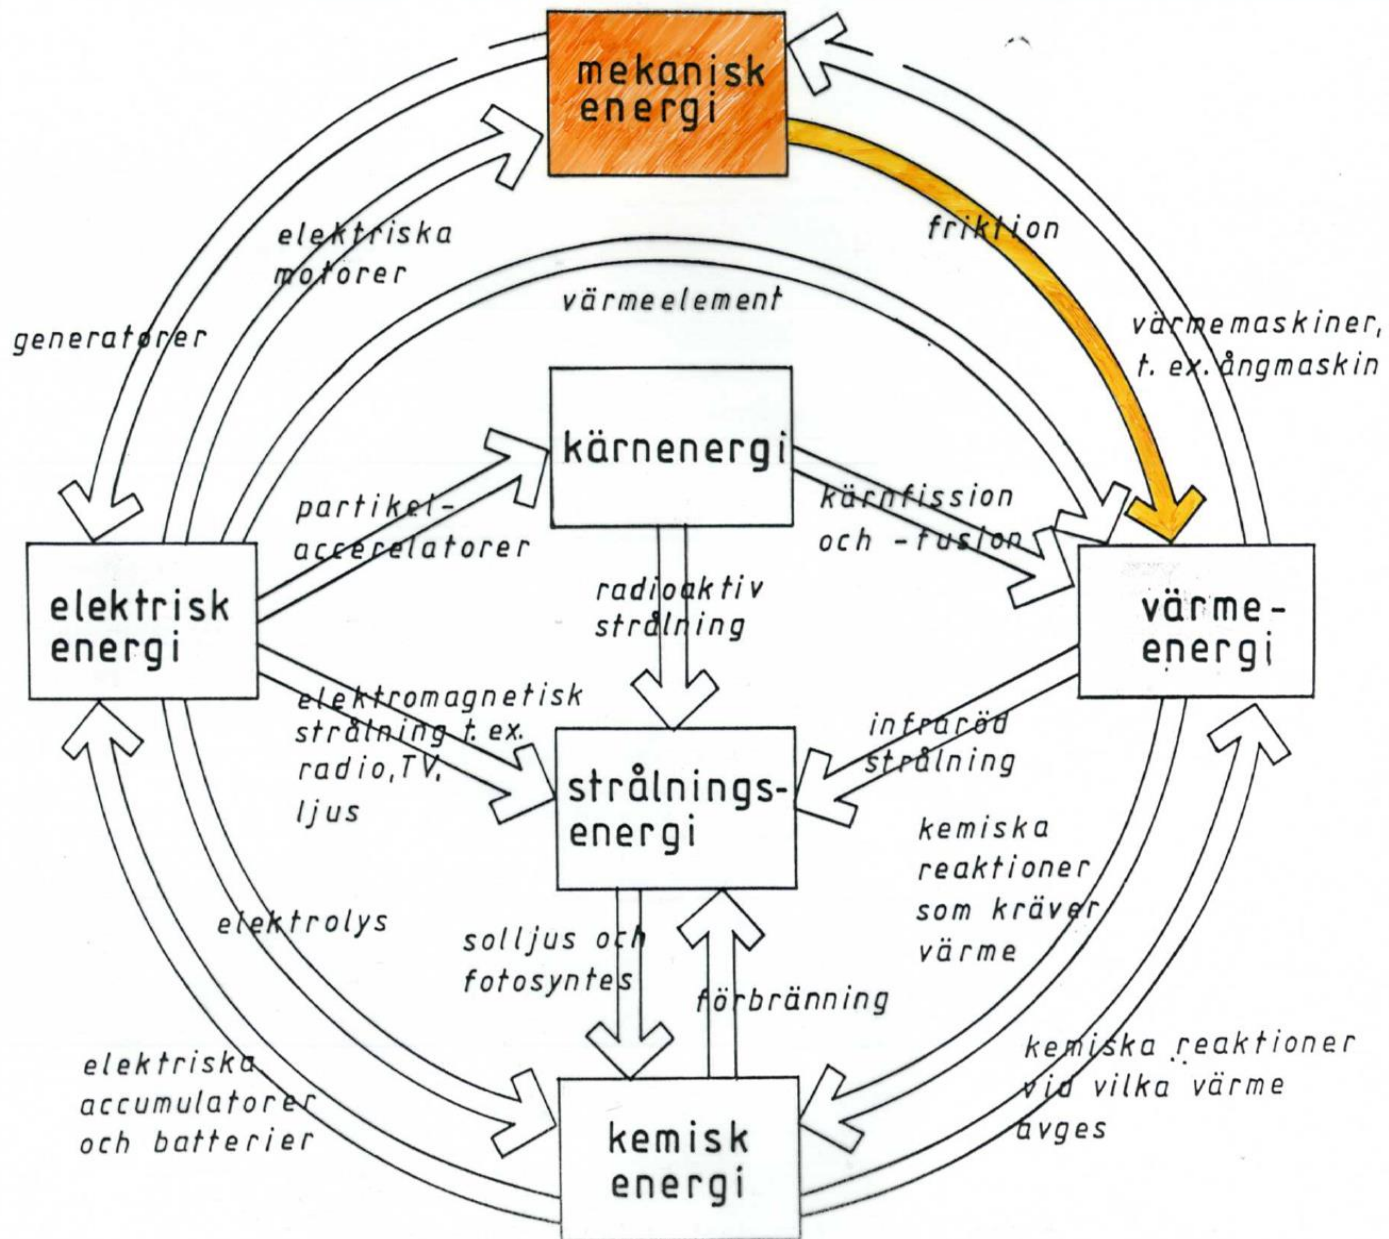 mekanisk
energi
friktion
elektriska
motorer
värmeelement
generatorer
värmemaskiner,
t. ex. ångmaskin
kärnenergi
partikel-
accerelatorer
kärnfission
och -fusion
radioaktiv
strålning
elektrisk
energi
värme-
energi
elektromagnetisk
strålning t. ex.
radio, TV,
ljus
infraröd
strålning
strålnings-
energi
kemiska
reaktioner
som kräver
värme
elektrolys
solljus och
fotosyntes
förbränning
elektriska
accumulatorer
och batterier
kemiska reaktioner
vid vilka värme
avges
kemisk
energi